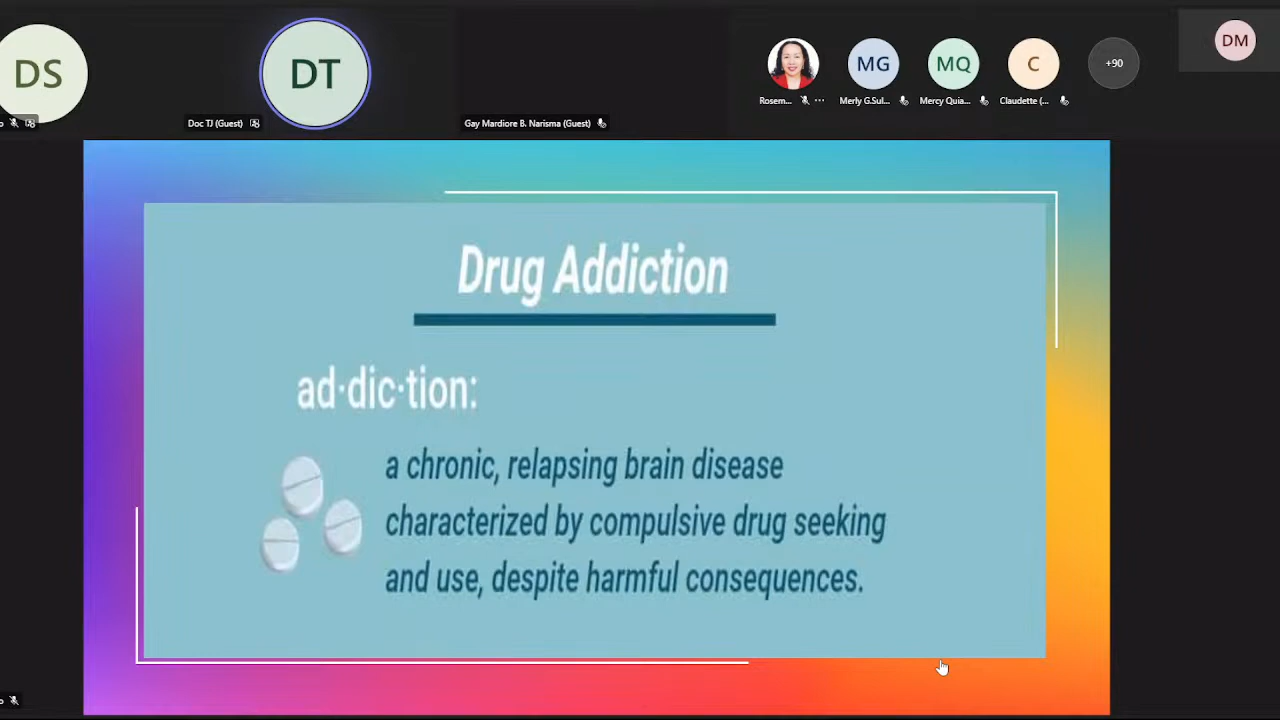 DS
DT
MG
MQ
C
+90
DM
Rosem...
Merly G.Sul...
Mercy Quia...
Claudette (...
Doc TJ (Guest)
Gay Mardiore B. Narisma (Guest)
Drug Addiction
ad·dic·tion:
a chronic, relapsing brain disease
characterized by compulsive drug seeking
and use, despite harmful consequences.